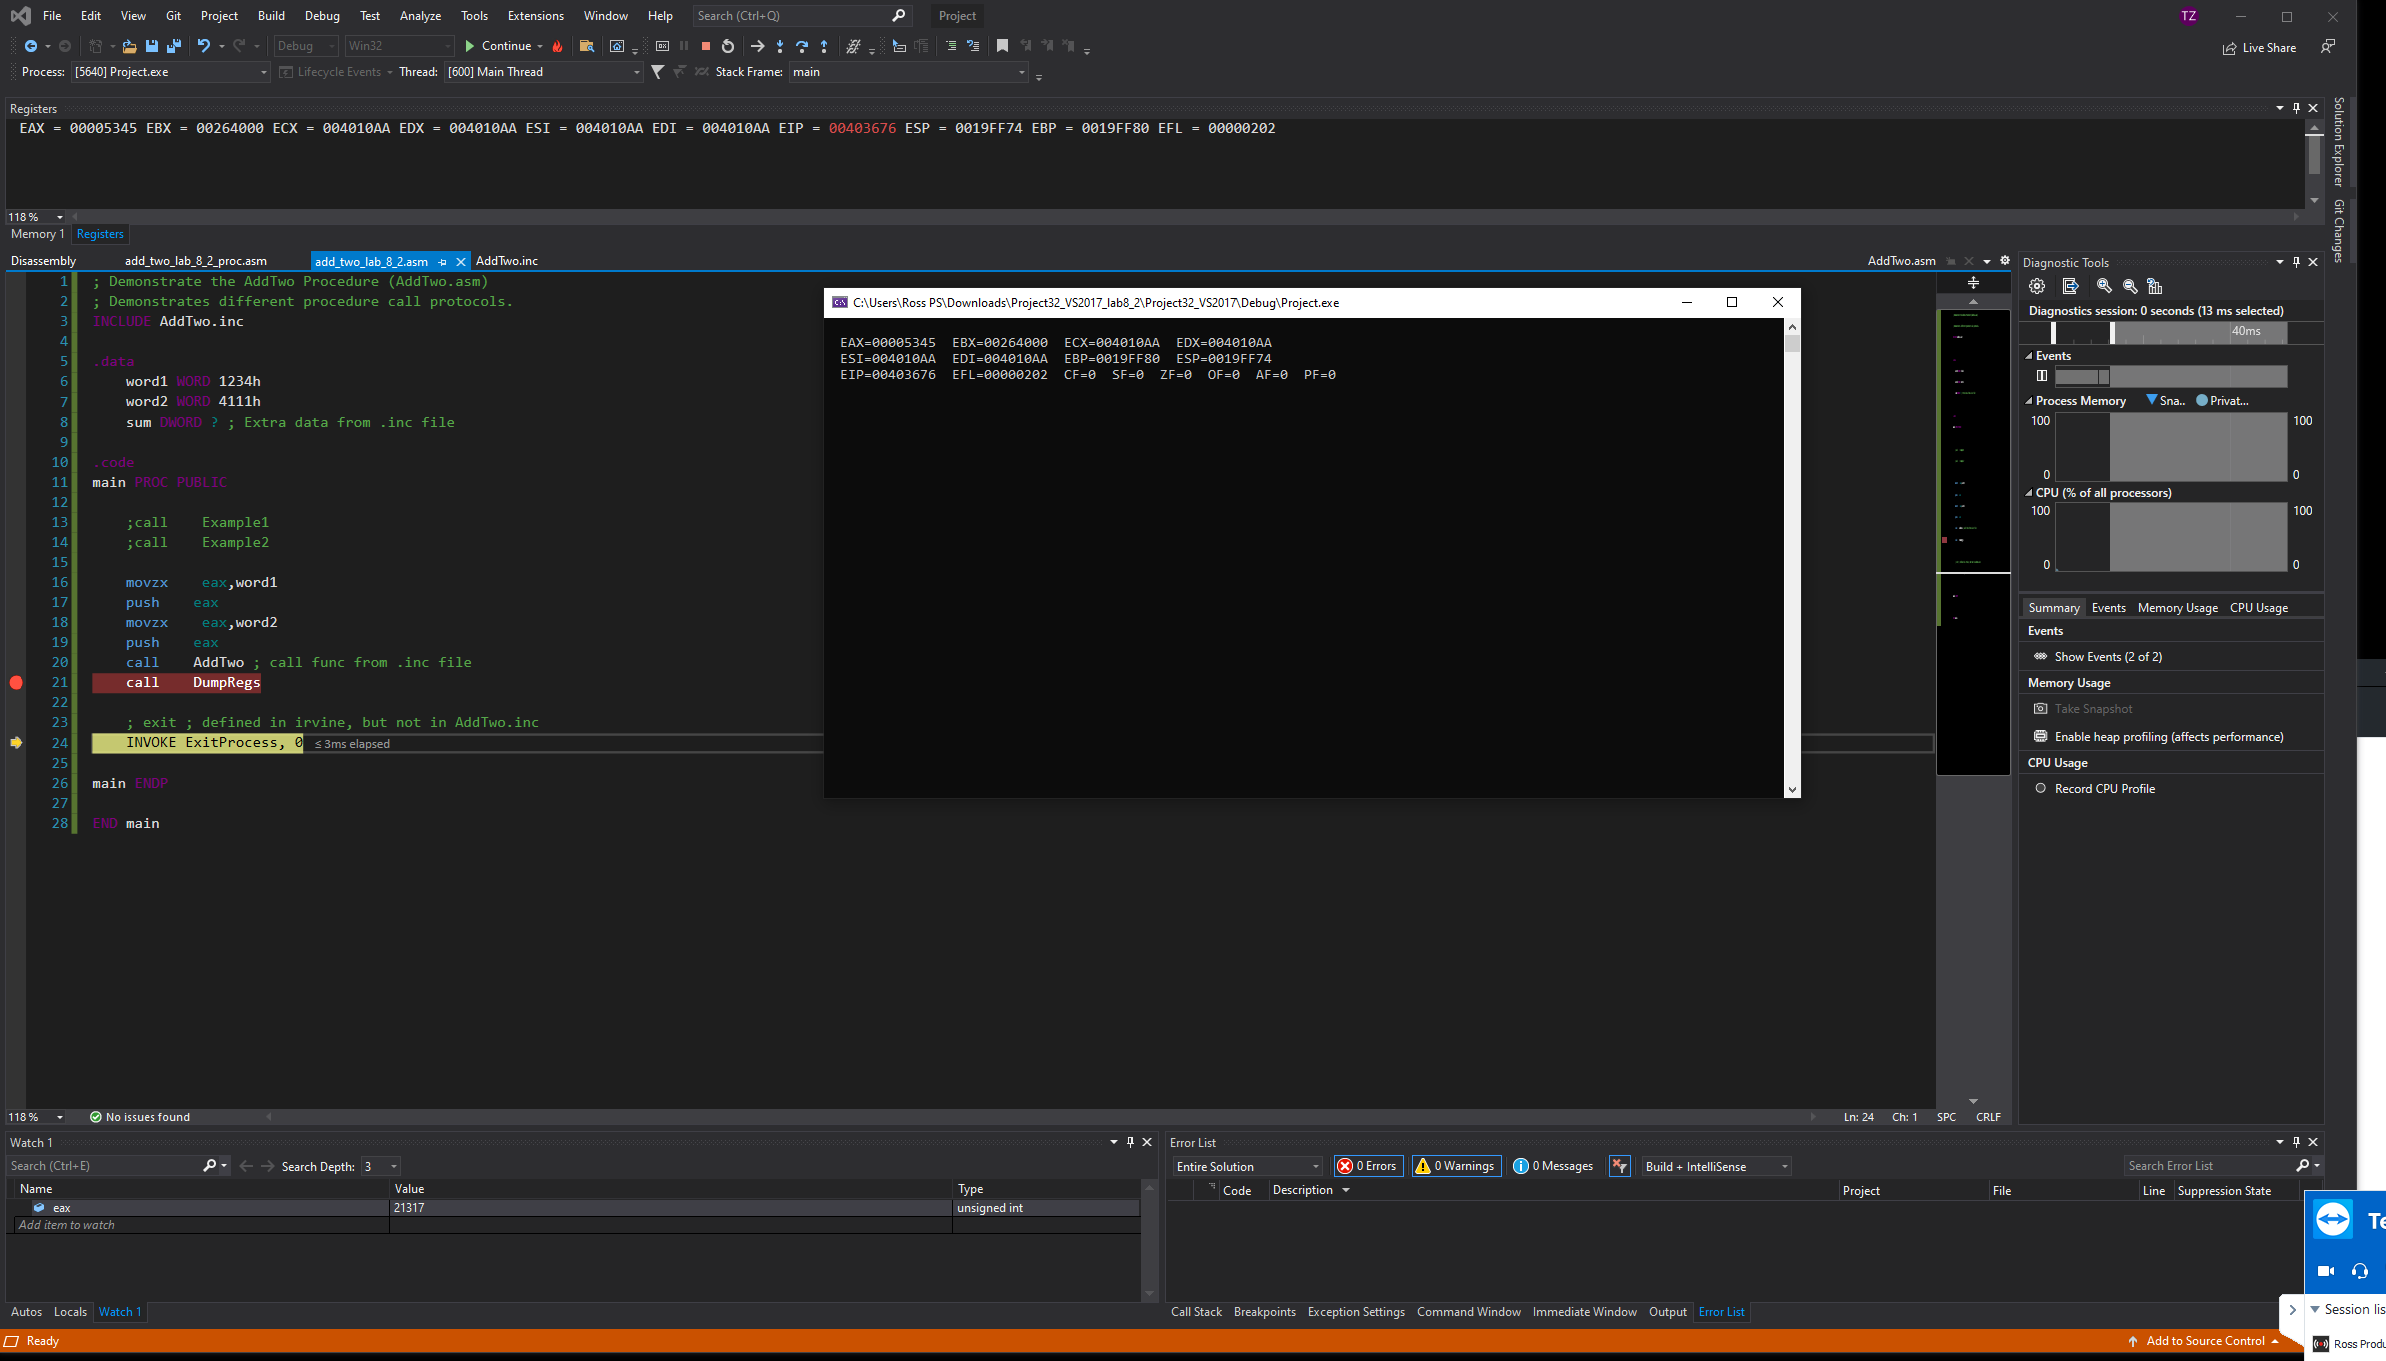 File Edit View Git Project Build Debug Test Analyze Tools Extensions Window Help Search (Ctrl+Q) Project TZ
Debug Win32 Continue Live Share
Process: [5640] Project.exe Lifecycle Events Thread: [600] Main Thread Stack Frame: main
Registers
EAX = 00005345 EBX = 00264000 ECX = 004010AA EDX = 004010AA ESI = 004010AA EDI = 004010AA EIP = 00403676 ESP = 0019FF74 EBP = 0019FF80 EFL = 00000202
118 %
Memory 1 Registers
Solution Explorer
Git Changes
Disassembly add_two_lab_8_2_proc.asm add_two_lab_8_2.asm AddTwo.inc AddTwo.asm
1 ; Demonstrate the AddTwo Procedure (AddTwo.asm)
2 ; Demonstrates different procedure call protocols.
3 INCLUDE AddTwo.inc
4
5 .data
6 word1 WORD 1234h
7 word2 WORD 4111h
8 sum DWORD ? ; Extra data from .inc file
9
10 .code
11 main PROC PUBLIC
12
13 ;call Example1
14 ;call Example2
15
16 movzx eax,word1
17 push eax
18 movzx eax,word2
19 push eax
20 call AddTwo ; call func from .inc file
21 call DumpRegs
22
23 ; exit ; defined in irvine, but not in AddTwo.inc
24 INVOKE ExitProcess, 0 ≤ 3ms elapsed
25
26 main ENDP
27
28 END main
C:\Users\Ross PS\Downloads\Project32_VS2017_lab8_2\Project32_VS2017\Debug\Project.exe
EAX=00005345 EBX=00264000 ECX=004010AA EDX=004010AA
ESI=004010AA EDI=004010AA EBP=0019FF80 ESP=0019FF74
EIP=00403676 EFL=00000202 CF=0 SF=0 ZF=0 OF=0 AF=0 PF=0
Diagnostic Tools
Diagnostics session: 0 seconds (13 ms selected)
40ms
Events
Process Memory Sna.. Privat...
100 100
0 0
CPU (% of all processors)
100 100
0 0
Summary Events Memory Usage CPU Usage
Events
Show Events (2 of 2)
Memory Usage
Take Snapshot
Enable heap profiling (affects performance)
CPU Usage
Record CPU Profile
118 % No issues found Ln: 24 Ch: 1 SPC CRLF
Watch 1
Search (Ctrl+E) Search Depth: 3
Name Value Type
eax 21317 unsigned int
Add item to watch
Autos Locals Watch 1
Error List
Entire Solution 0 Errors 0 Warnings 0 Messages Build + IntelliSense Search Error List
Code Description Project File Line Suppression State
Call Stack Breakpoints Exception Settings Command Window Immediate Window Output Error List
Te
Session lis
Ross Produ
Ready Add to Source Control